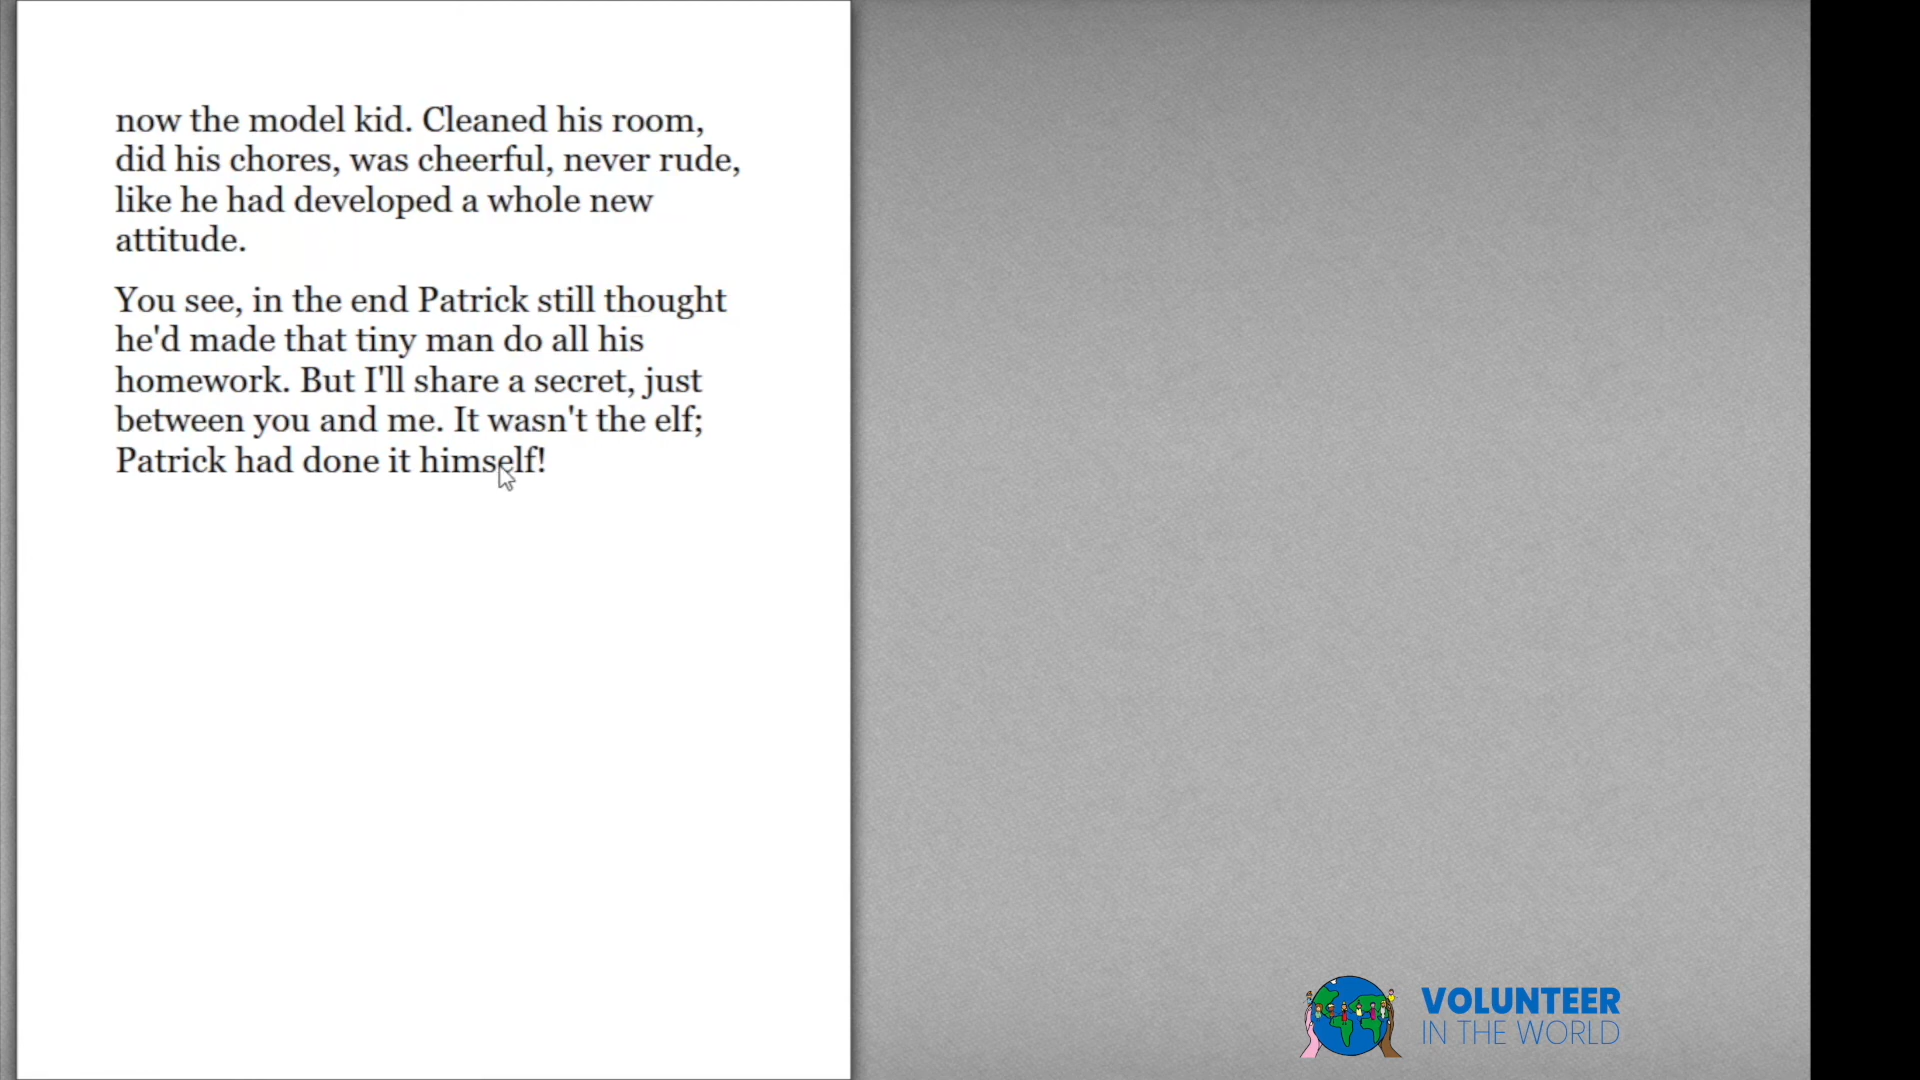 now the model kid. Cleaned his room,
did his chores, was cheerful, never rude,
like he had developed a whole new
attitude.
You see, in the end Patrick still thought
he'd made that tiny man do all his
homework. But I'll share a secret, just
between you and me. It wasn't the elf;
Patrick had done it himself!
VOLUNTEER
IN THE WORLD